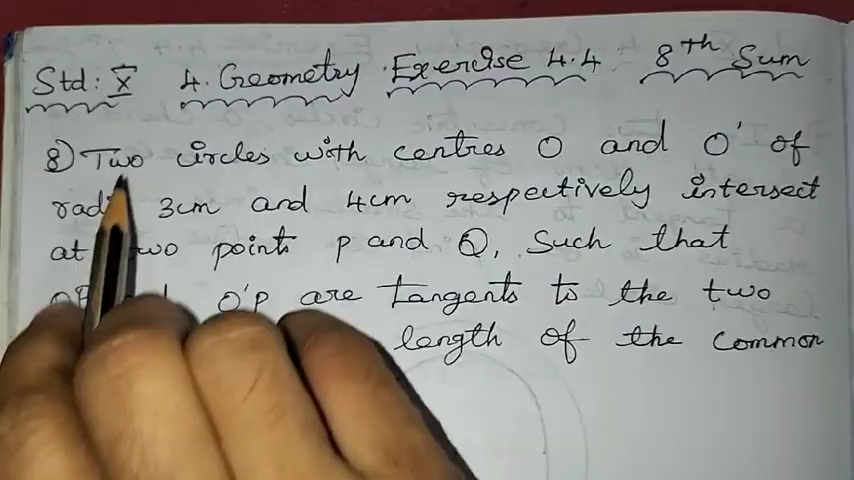 Std: X 4. Geometry Exercise 4.4 8th Sum
8) Two circles with centres O and O' of
3cm and 4cm respectively intersect
at two points P and Q, Such that
O'P are tangents to the two
length of the common